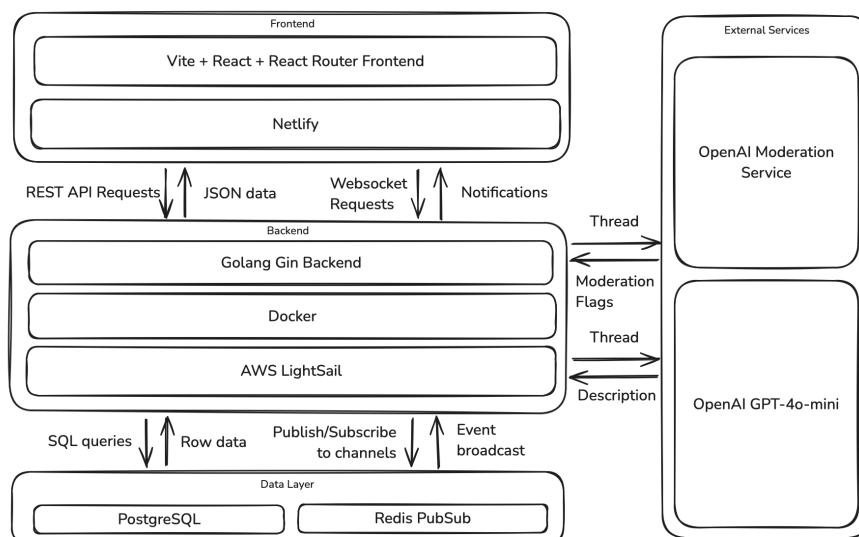 Frontend
Vite + React + React Router Frontend
Netlify
REST API Requests
JSON data
Websocket
Requests
Notifications
Backend
Golang Gin Backend
Docker
AWS LightSail
SQL queries
Row data
Publish/Subscribe
to channels
Event
broadcast
Data Layer
PostgreSQL
Redis PubSub
Thread
Moderation
Flags
Thread
Description
External Services
OpenAI Moderation
Service
OpenAI GPT-4o-mini